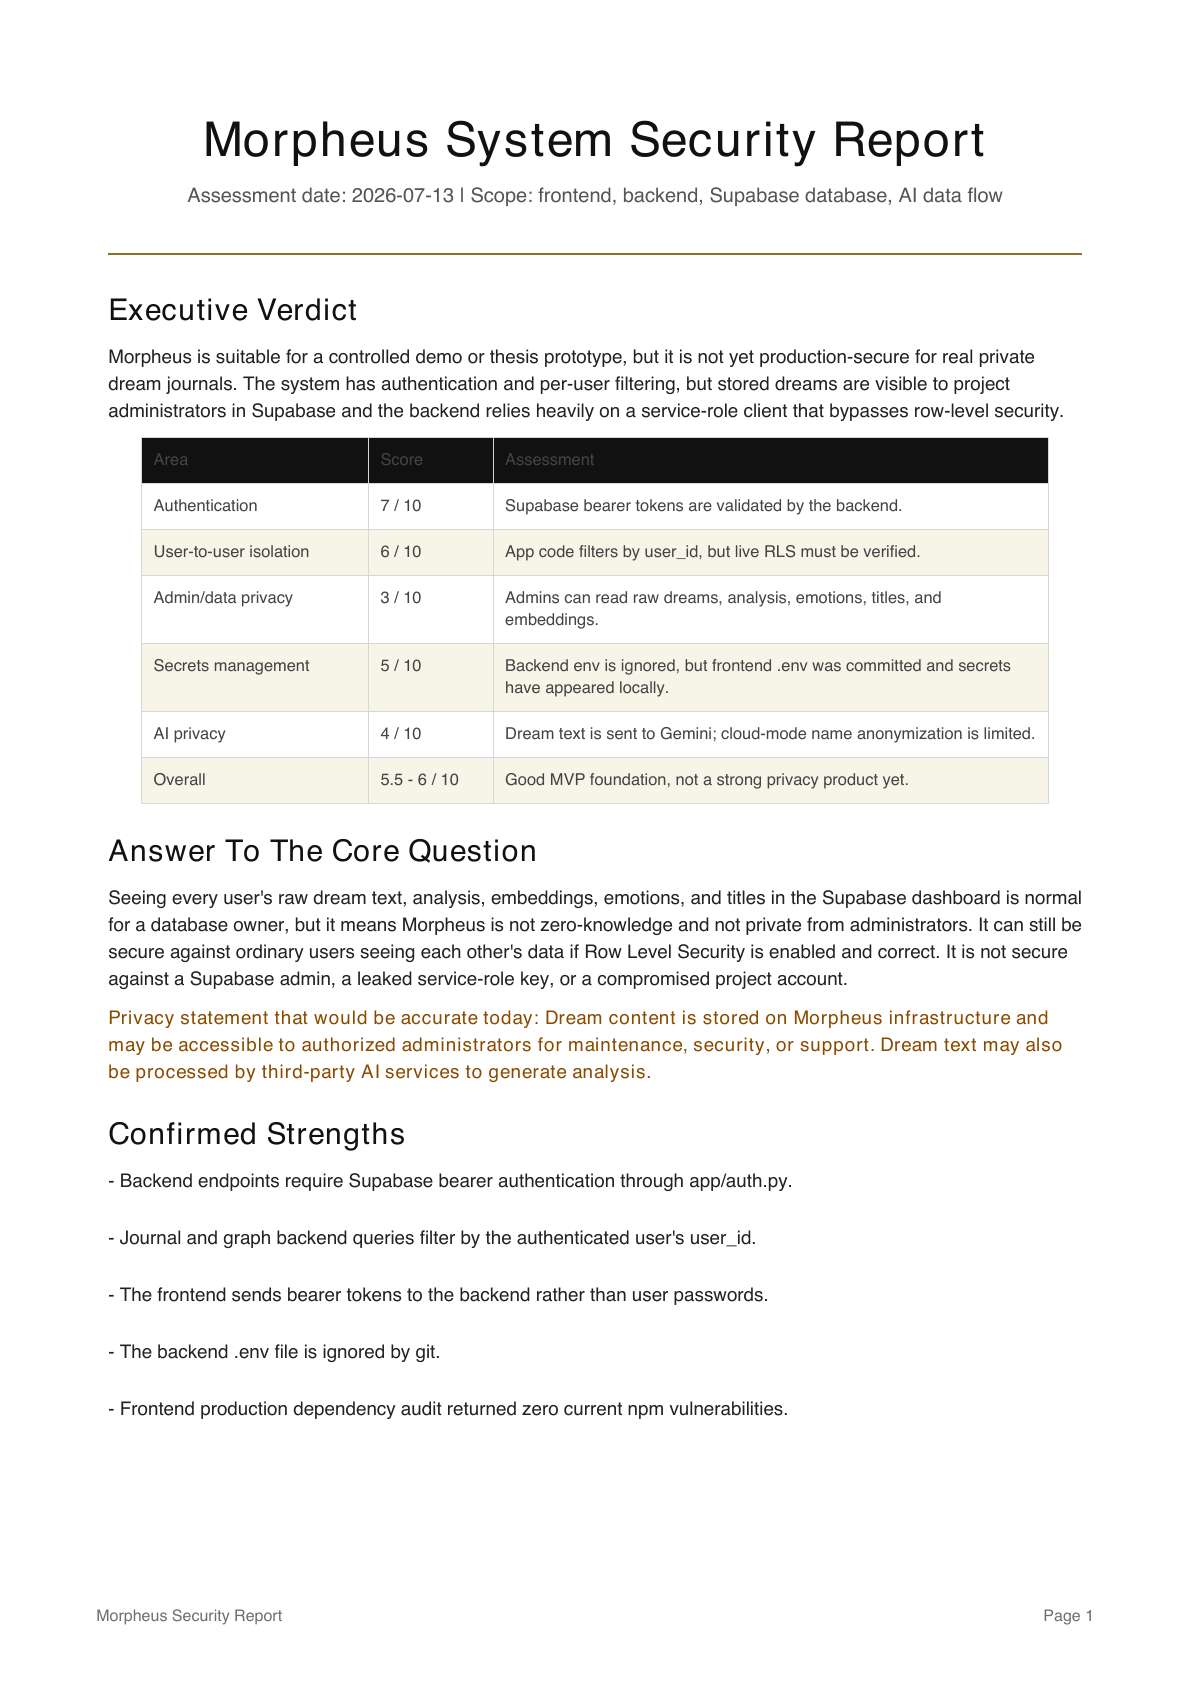 Morpheus System Security Report
Assessment date: 2026-07-13 | Scope: frontend, backend, Supabase database, AI data flow
Executive Verdict
Morpheus is suitable for a controlled demo or thesis prototype, but it is not yet production-secure for real private
dream journals. The system has authentication and per-user filtering, but stored dreams are visible to project
administrators in Supabase and the backend relies heavily on a service-role client that bypasses row-level security.
Area Score Assessment
Authentication 7 / 10 Supabase bearer tokens are validated by the backend.
User-to-user isolation 6 / 10 App code filters by user_id, but live RLS must be verified.
Admin/data privacy 3 / 10 Admins can read raw dreams, analysis, emotions, titles, and
embeddings.
Secrets management 5 / 10 Backend env is ignored, but frontend .env was committed and secrets
have appeared locally.
AI privacy 4 / 10 Dream text is sent to Gemini; cloud-mode name anonymization is limited.
Overall 5.5 - 6 / 10 Good MVP foundation, not a strong privacy product yet.
Answer To The Core Question
Seeing every user's raw dream text, analysis, embeddings, emotions, and titles in the Supabase dashboard is normal
for a database owner, but it means Morpheus is not zero-knowledge and not private from administrators. It can still be
secure against ordinary users seeing each other's data if Row Level Security is enabled and correct. It is not secure
against a Supabase admin, a leaked service-role key, or a compromised project account.
Privacy statement that would be accurate today: Dream content is stored on Morpheus infrastructure and
may be accessible to authorized administrators for maintenance, security, or support. Dream text may also
be processed by third-party AI services to generate analysis.
Confirmed Strengths
- Backend endpoints require Supabase bearer authentication through app/auth.py.
- Journal and graph backend queries filter by the authenticated user's user_id.
- The frontend sends bearer tokens to the backend rather than user passwords.
- The backend .env file is ignored by git.
- Frontend production dependency audit returned zero current npm vulnerabilities.
Morpheus Security Report
Page 1